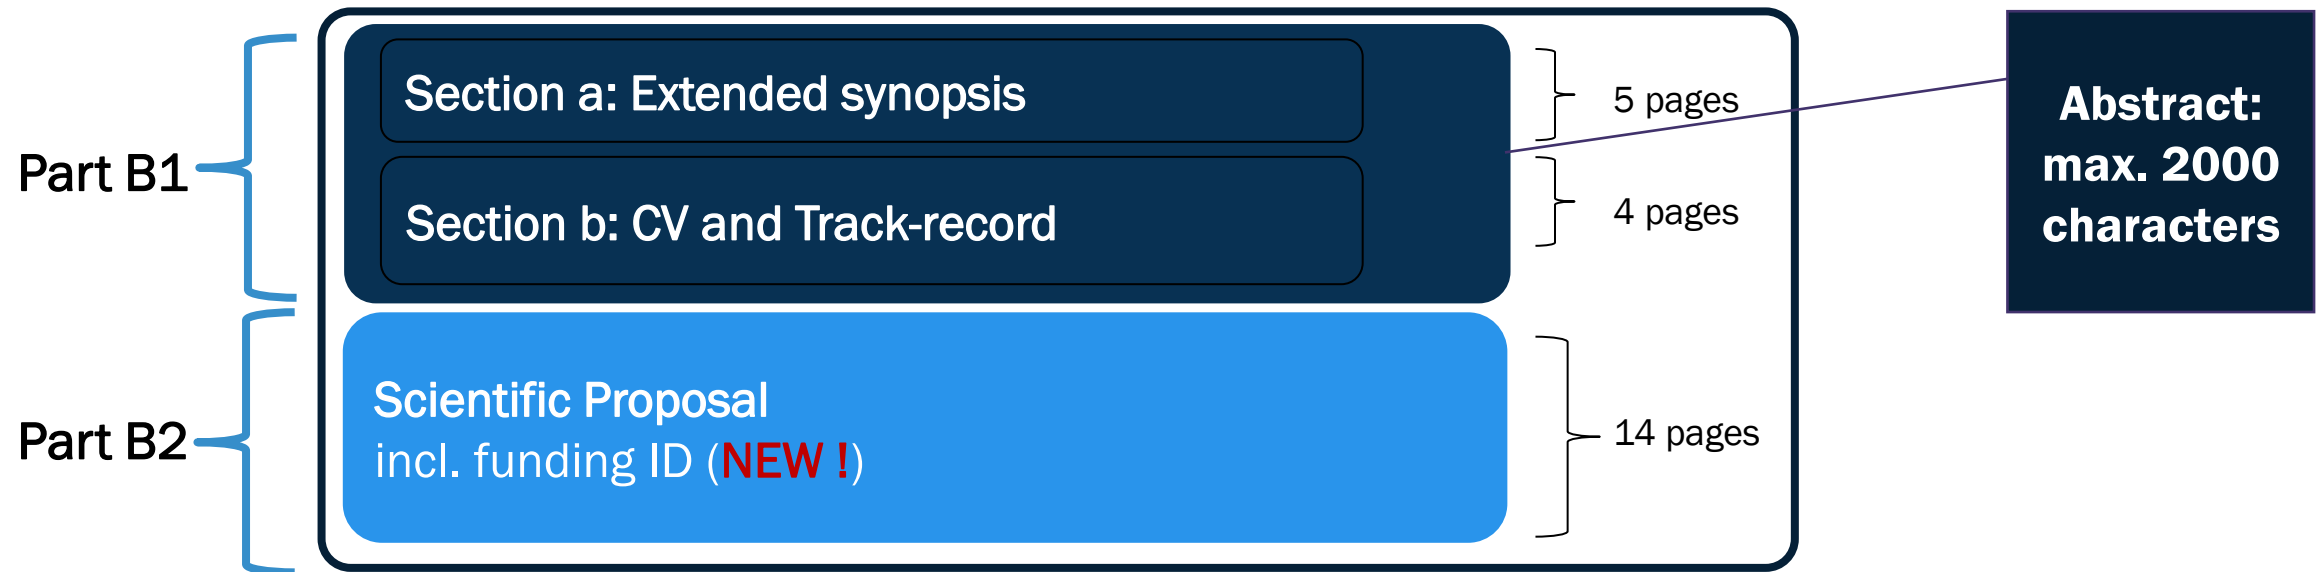 Part B1
Section a: Extended synopsis
5 pages
Section b: CV and Track-record
4 pages
Abstract:
max. 2000
characters
Part B2
Scientific Proposal
incl. funding ID (NEW !)
14 pages